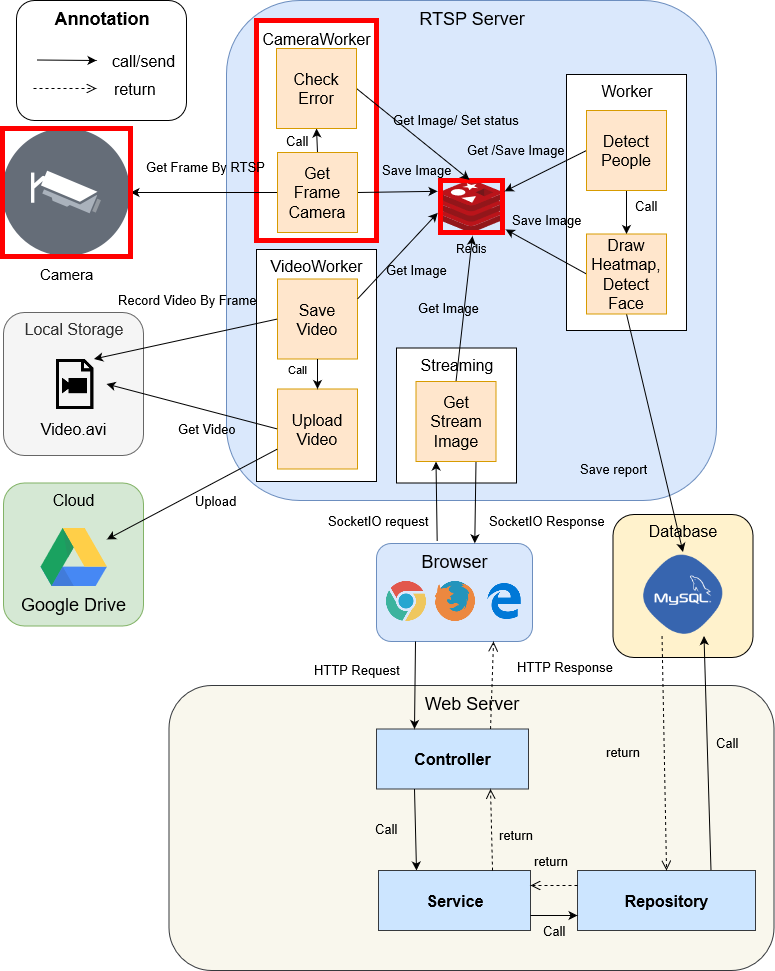 Annotation
call/send
return
RTSP Server
CameraWorker
Check
Error
Call
Get
Frame
Camera
Get Frame By RTSP
Camera
Get Image/ Set status
Save Image
Redis
Worker
Detect
People
Get /Save Image
Call
Save Image
Draw
Heatmap,
Detect
Face
VideoWorker
Get Image
Save
Video
Record Video By Frame
Call
Upload
Video
Get Video
Upload
Local Storage
Video.avi
Cloud
Google Drive
Get Image
Streaming
Get
Stream
Image
SocketIO request
SocketIO Response
Save report
Browser
Database
MySQL
HTTP Request
HTTP Response
Web Server
Controller
return
Call
Call
return
return
Service
Repository
Call